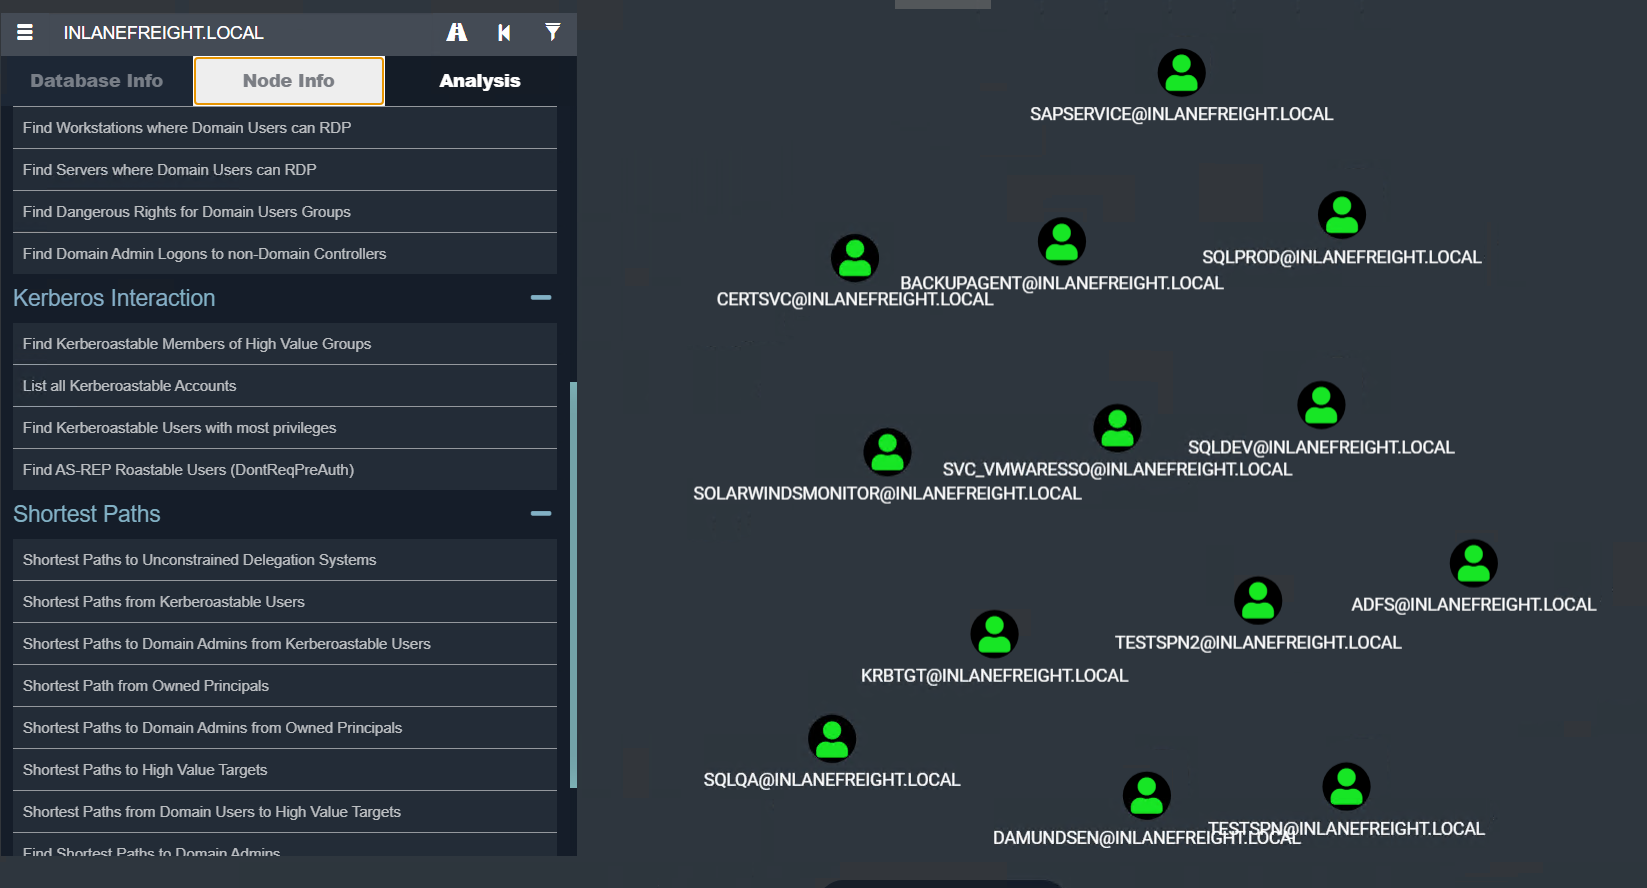 INLANEFREIGHT.LOCAL
Database Info
Node Info
Analysis
Find Workstations where Domain Users can RDP
Find Servers where Domain Users can RDP
Find Dangerous Rights for Domain Users Groups
Find Domain Admin Logons to non-Domain Controllers
Kerberos Interaction
Find Kerberoastable Members of High Value Groups
List all Kerberoastable Accounts
Find Kerberoastable Users with most privileges
Find AS-REP Roastable Users (DontReqPreAuth)
Shortest Paths
Shortest Paths to Unconstrained Delegation Systems
Shortest Paths from Kerberoastable Users
Shortest Paths to Domain Admins from Kerberoastable Users
Shortest Path from Owned Principals
Shortest Paths to Domain Admins from Owned Principals
Shortest Paths to High Value Targets
Shortest Paths from Domain Users to High Value Targets
Find Shortest Paths to Domain Admins
SAPSERVICE@INLANEFREIGHT.LOCAL
SQLPROD@INLANEFREIGHT.LOCAL
BACKUPAGENT@INLANEFREIGHT.LOCAL
CERTSVC@INLANEFREIGHT.LOCAL
SQLDEV@INLANEFREIGHT.LOCAL
SVC_VMWARESSO@INLANEFREIGHT.LOCAL
SOLARWINDSMONITOR@INLANEFREIGHT.LOCAL
ADFS@INLANEFREIGHT.LOCAL
TESTSPN2@INLANEFREIGHT.LOCAL
KRBTGT@INLANEFREIGHT.LOCAL
SQLQA@INLANEFREIGHT.LOCAL
TESTSPN@INLANEFREIGHT.LOCAL
DAMUNDSEN@INLANEFREIGHT.LOCAL